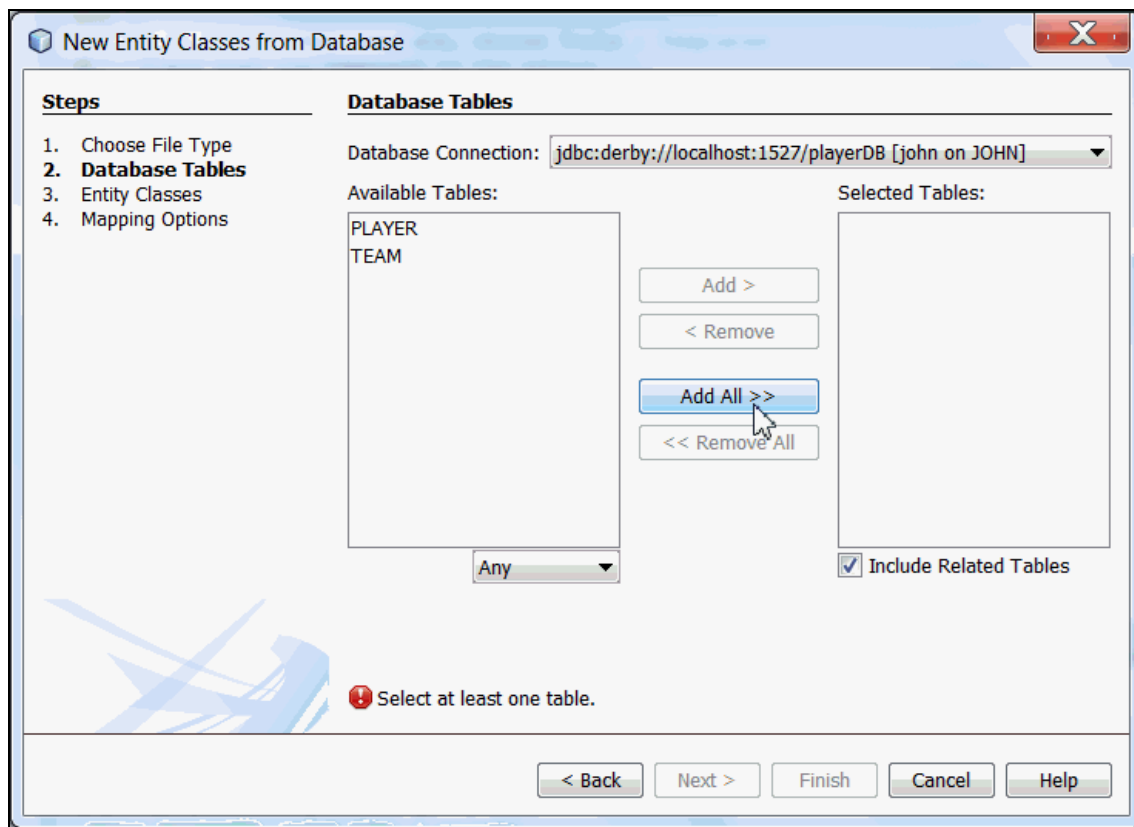 New Entity Classes from Database
Steps
1. Choose File Type
2. Database Tables
3. Entity Classes
4. Mapping Options
Database Tables
Database Connection: jdbc:derby://localhost:1527/playerDB [john on JOHN]
Available Tables:
PLAYER
TEAM
Any
Add >
< Remove
Add All >>
<< Remove All
Selected Tables:
Include Related Tables
Select at least one table.
< Back Next > Finish Cancel Help